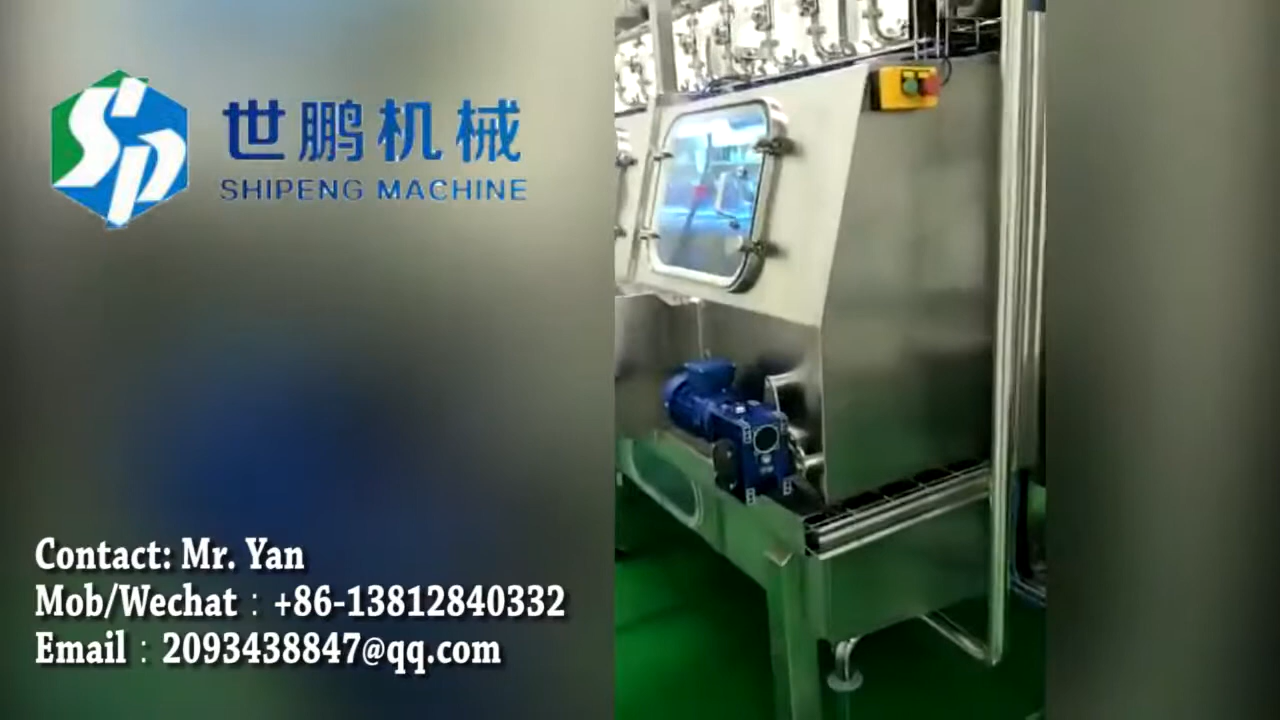 SP
世鹏机械
SHIPENG MACHINE
Contact: Mr. Yan
Mob/Wechat：+86-13812840332
Email：2093438847@qq.com